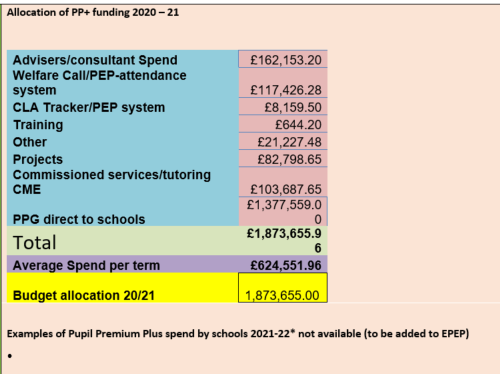 Allocation of PP+ funding 2020 – 21
Advisers/consultant Spend £162,153.20
Welfare Call/PEP-attendance
system £117,426.28
CLA Tracker/PEP system £8,159.50
Training £644.20
Other £21,227.48
Projects £82,798.65
Commissioned services/tutoring
CME £103,687.65
£1,377,559.0
PPG direct to schools 0
Total £1,873,655.9
6
Average Spend per term £624,551.96
Budget allocation 20/21 1,873,655.00
Examples of Pupil Premium Plus spend by schools 2021-22* not available (to be added to EPEP)
•